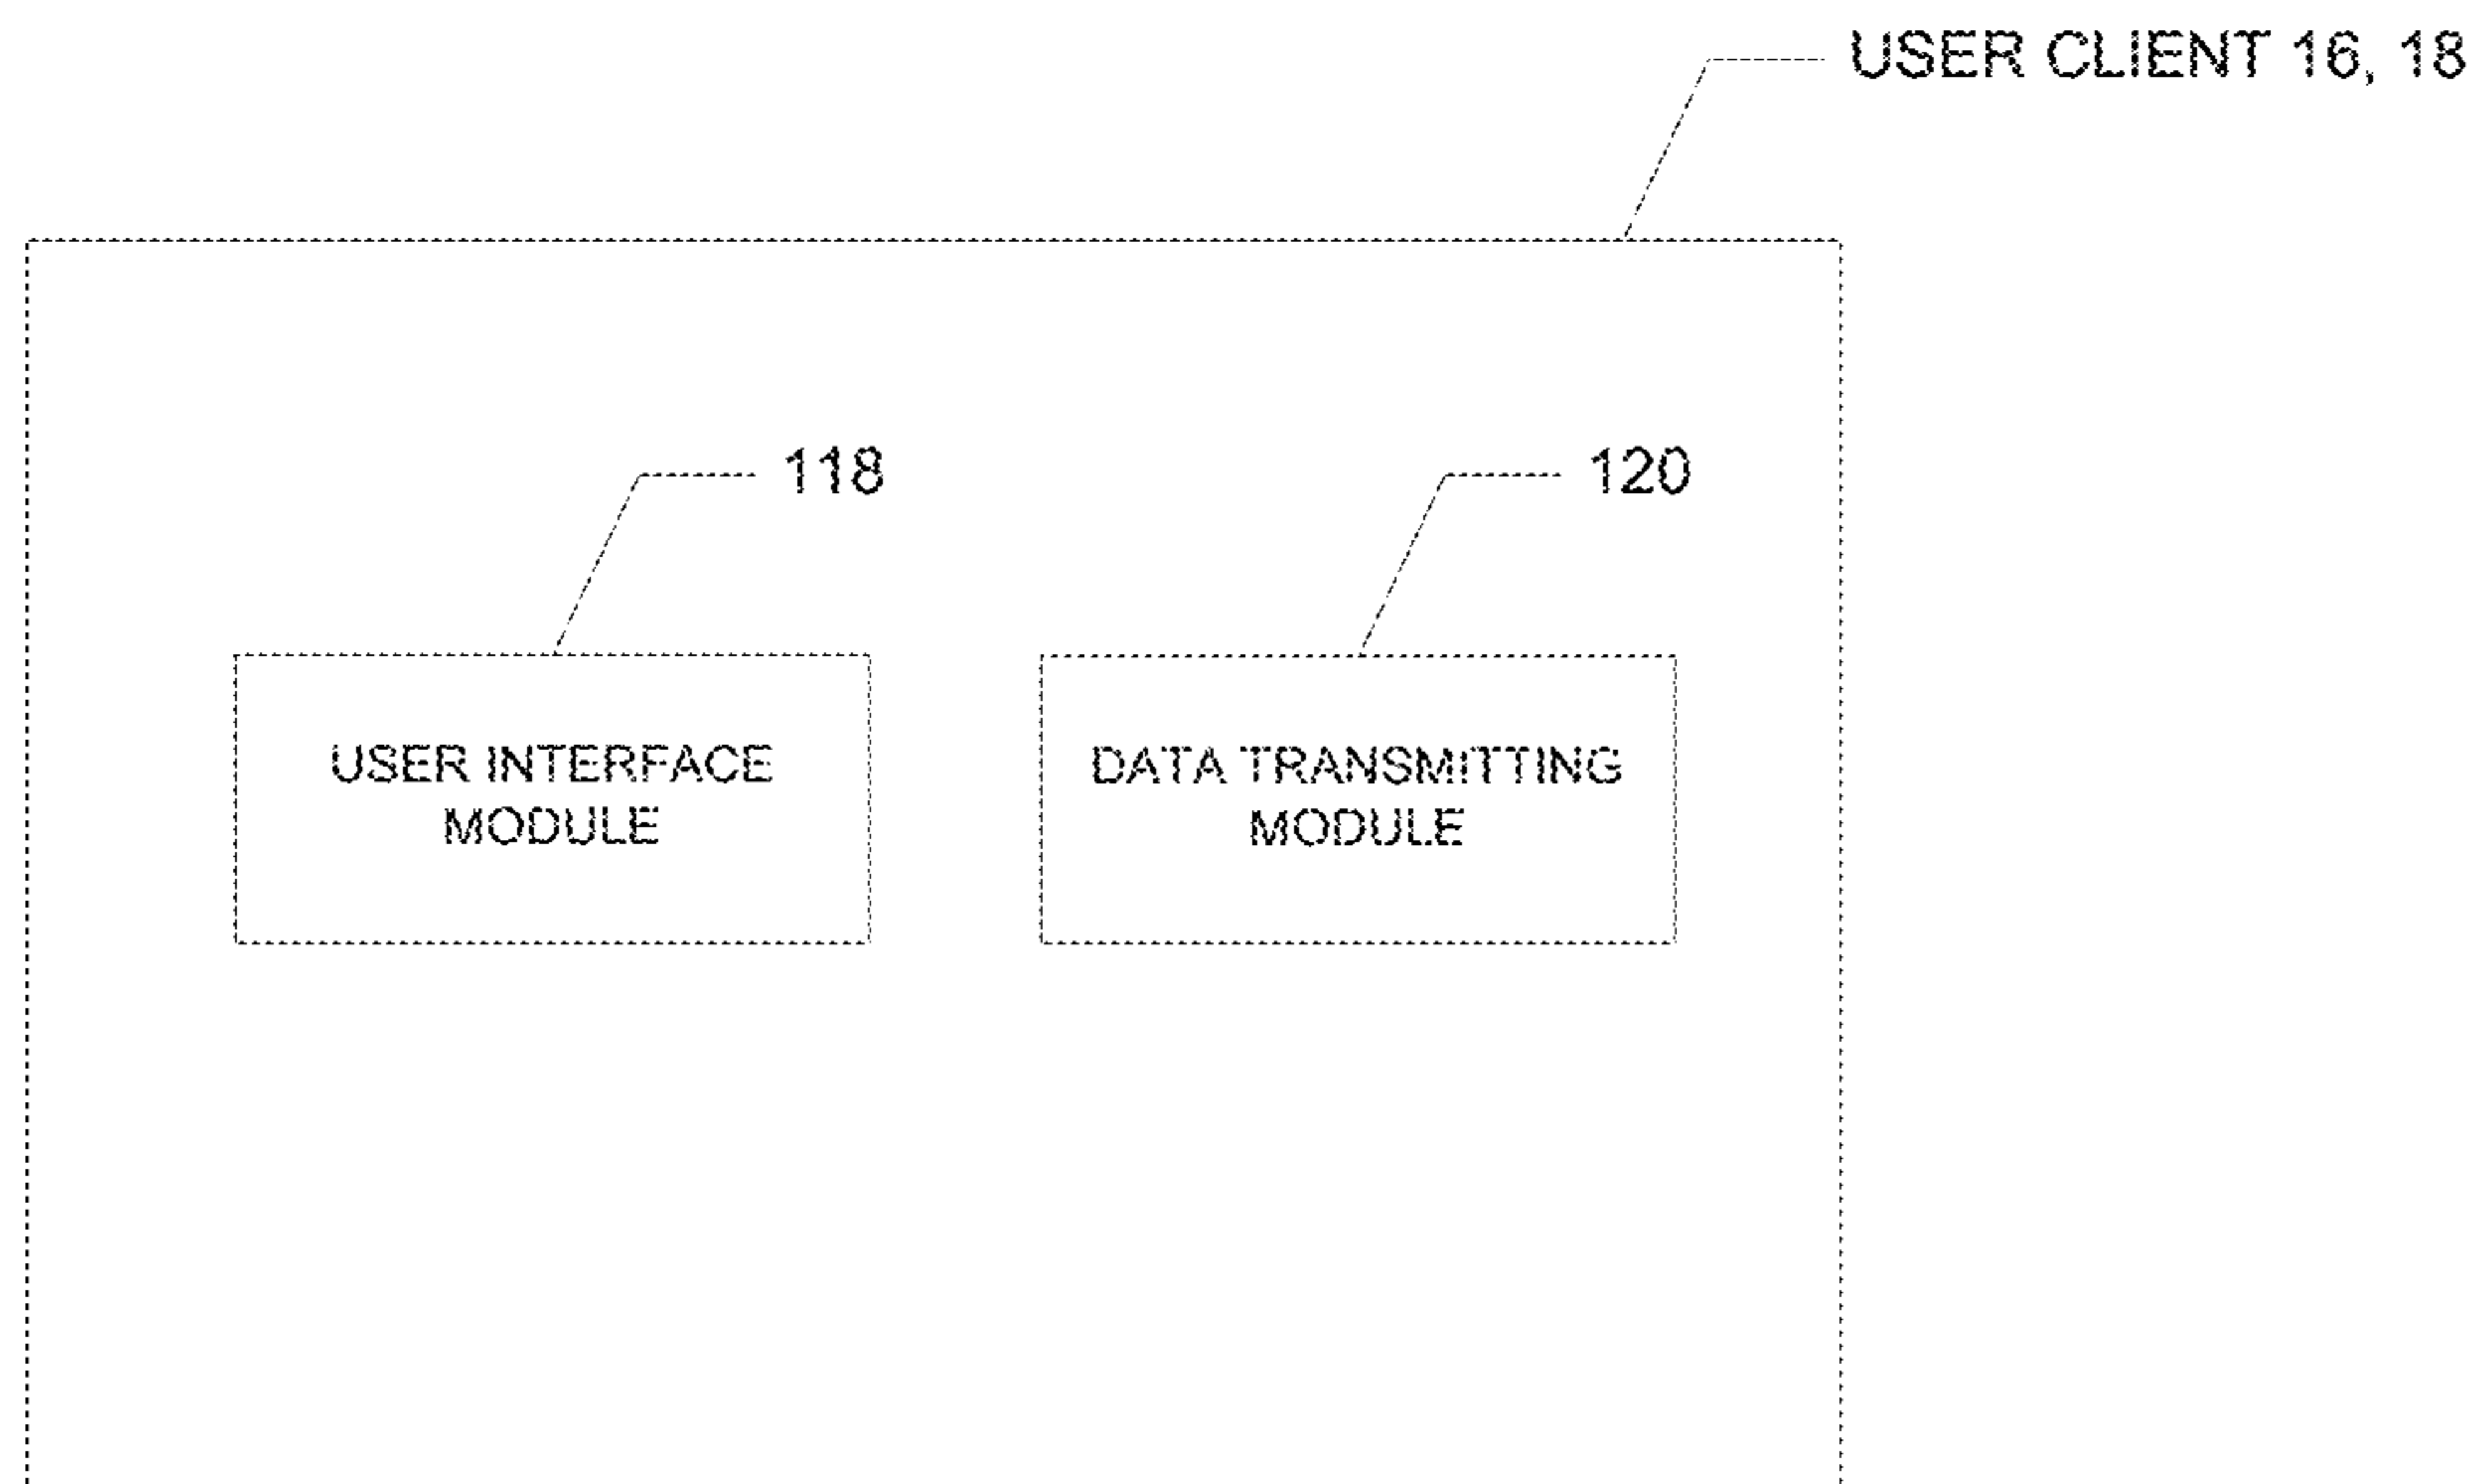 USER CLIENT 16, 18
118
120
USER INTERFACE
MODULE
DATA TRANSMITTING
MODULE